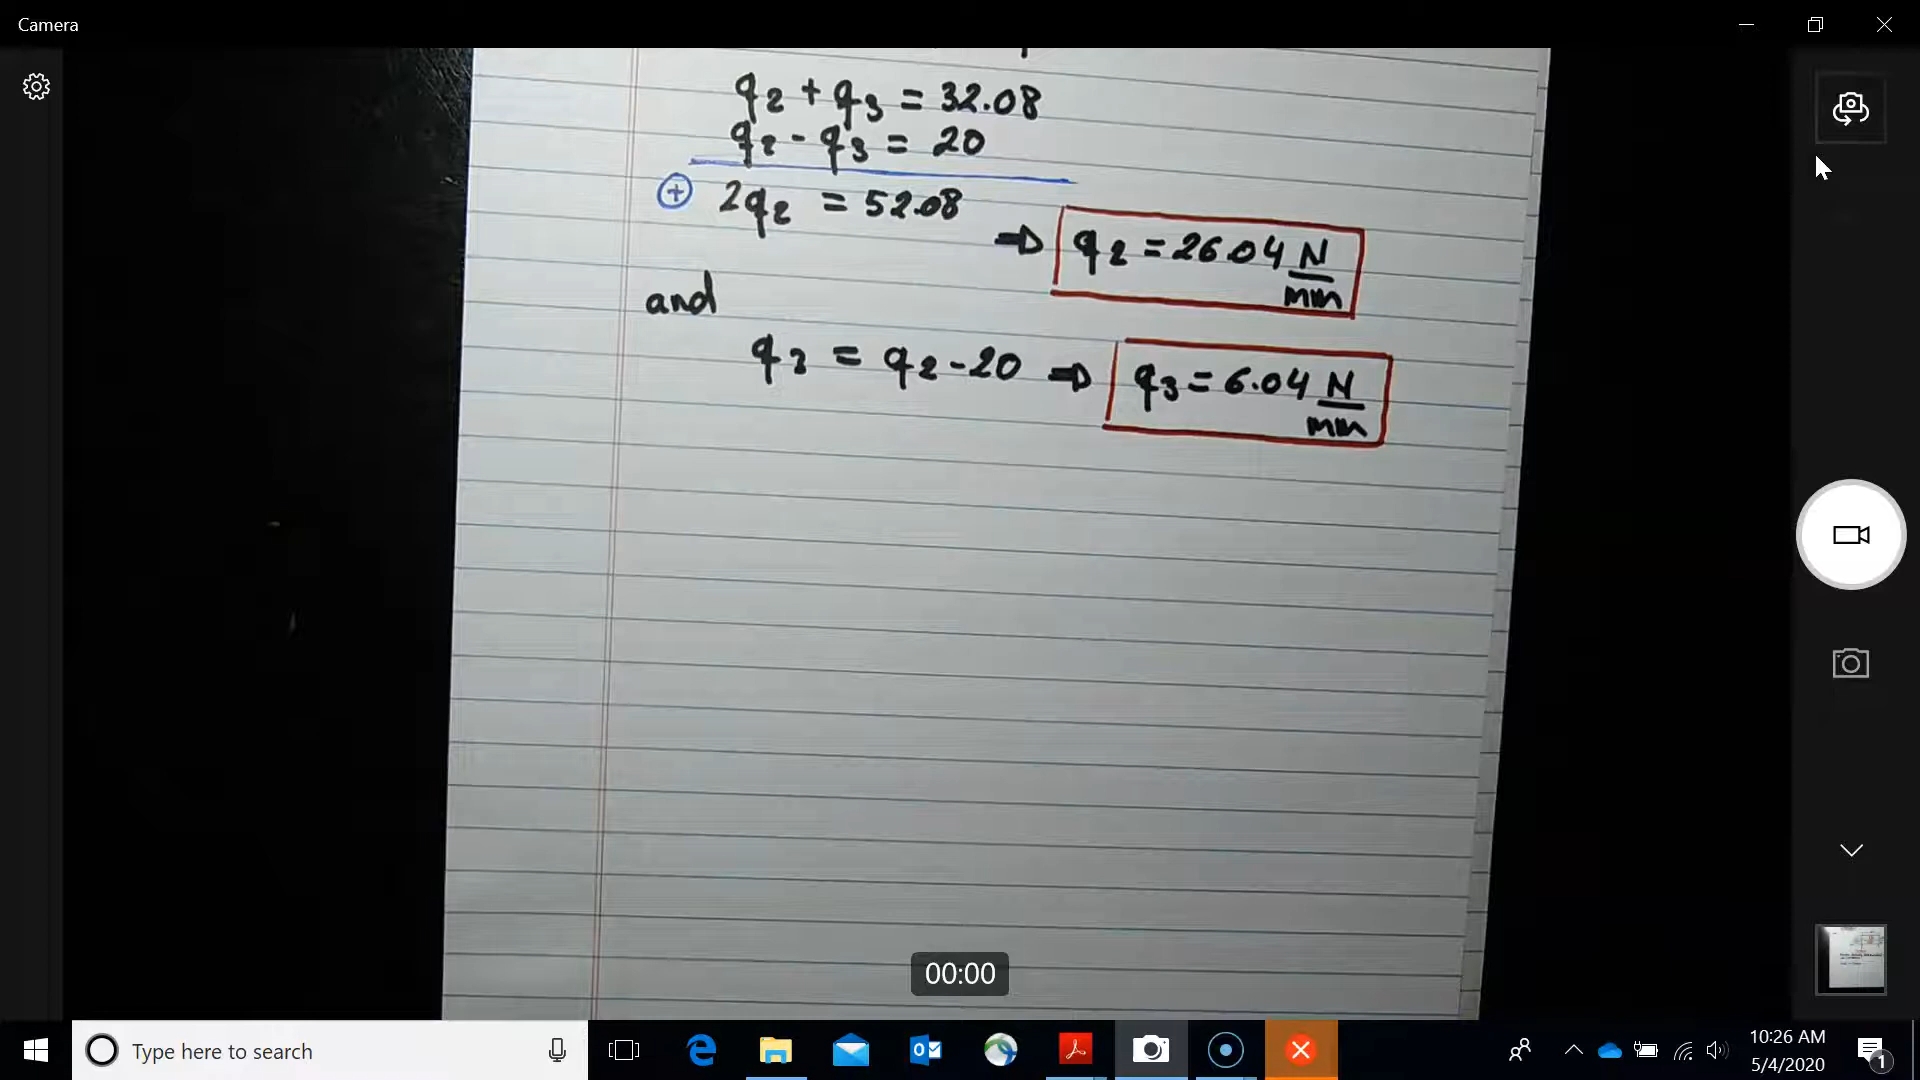 Camera
q2 + q3 = 32.08
q2 - q3 = 20
+ 2q2 = 52.08
⇒ q2 = 26.04 N/mm
and
q3 = q2 - 20 ⇒ q3 = 6.04 N/mm
00:00
Type here to search
10:26 AM
5/4/2020
1